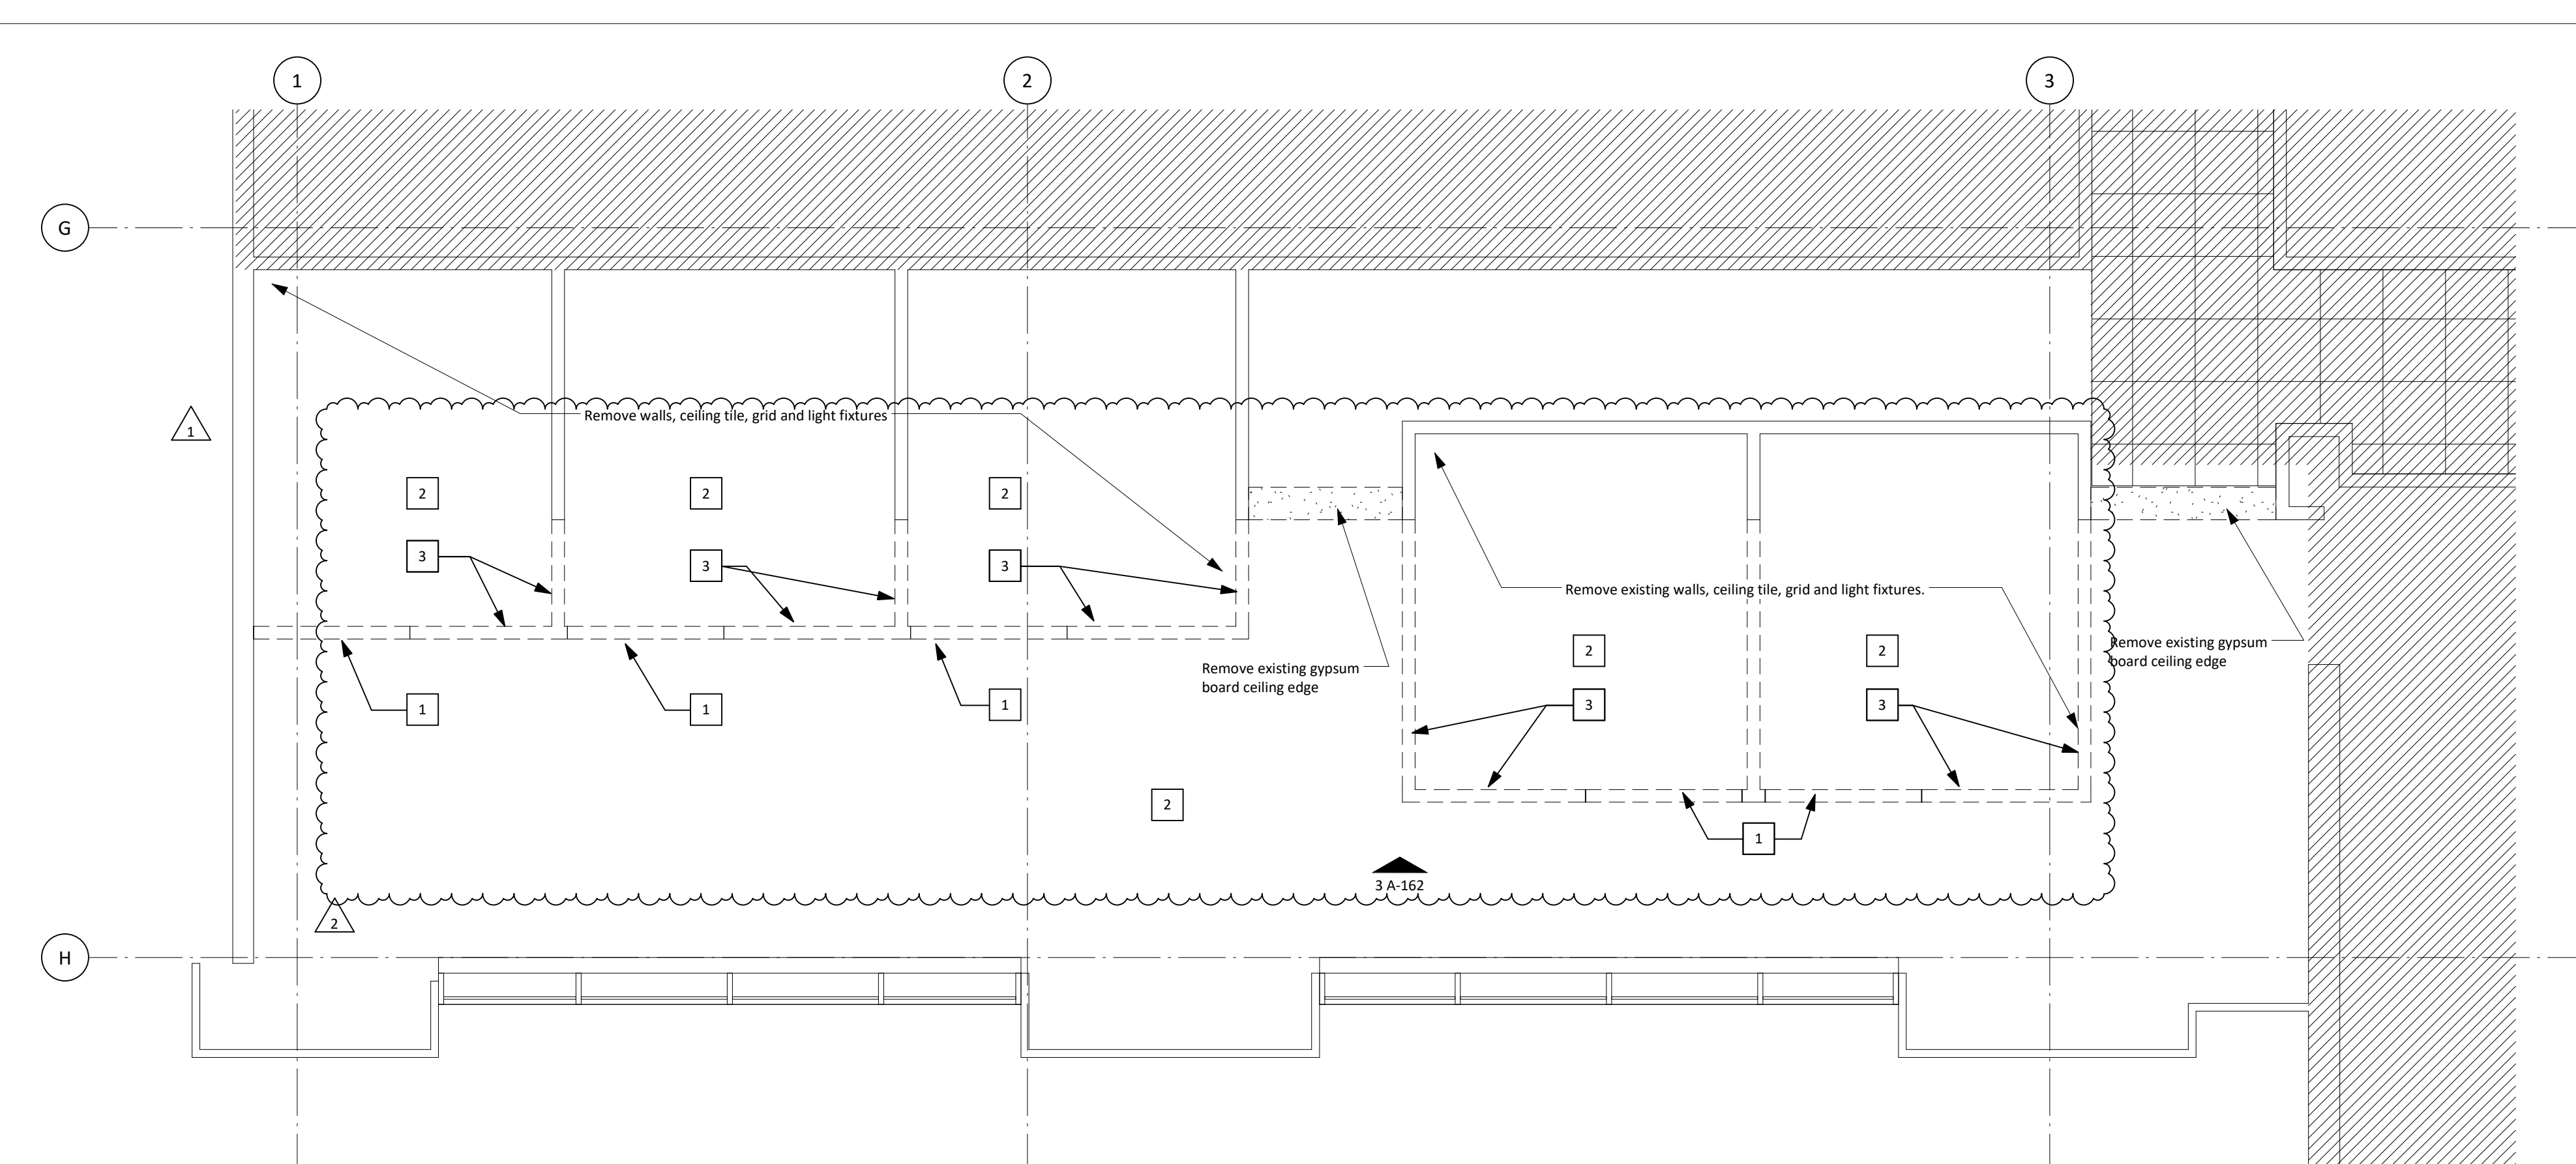 1
2
3
G
1
Remove walls, ceiling tile, grid and light fixtures
2
2
2
3
3
3
Remove existing walls, ceiling tile, grid and light fixtures.
Remove existing gypsum
board ceiling edge
Remove existing gypsum
board ceiling edge
2
2
1
1
1
3
3
2
1
3 A-162
2
H